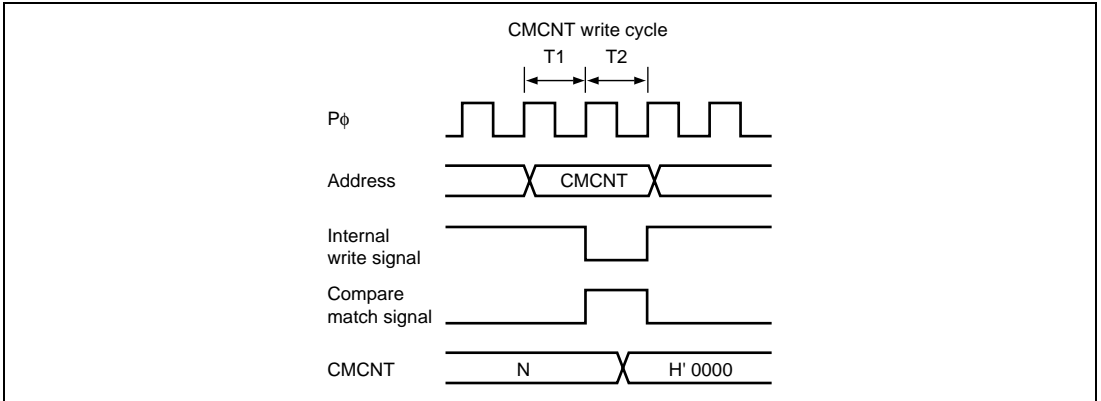 CMCNT write cycle
T1 T2
Pϕ
Address CMCNT
Internal
write signal
Compare
match signal
CMCNT N H' 0000